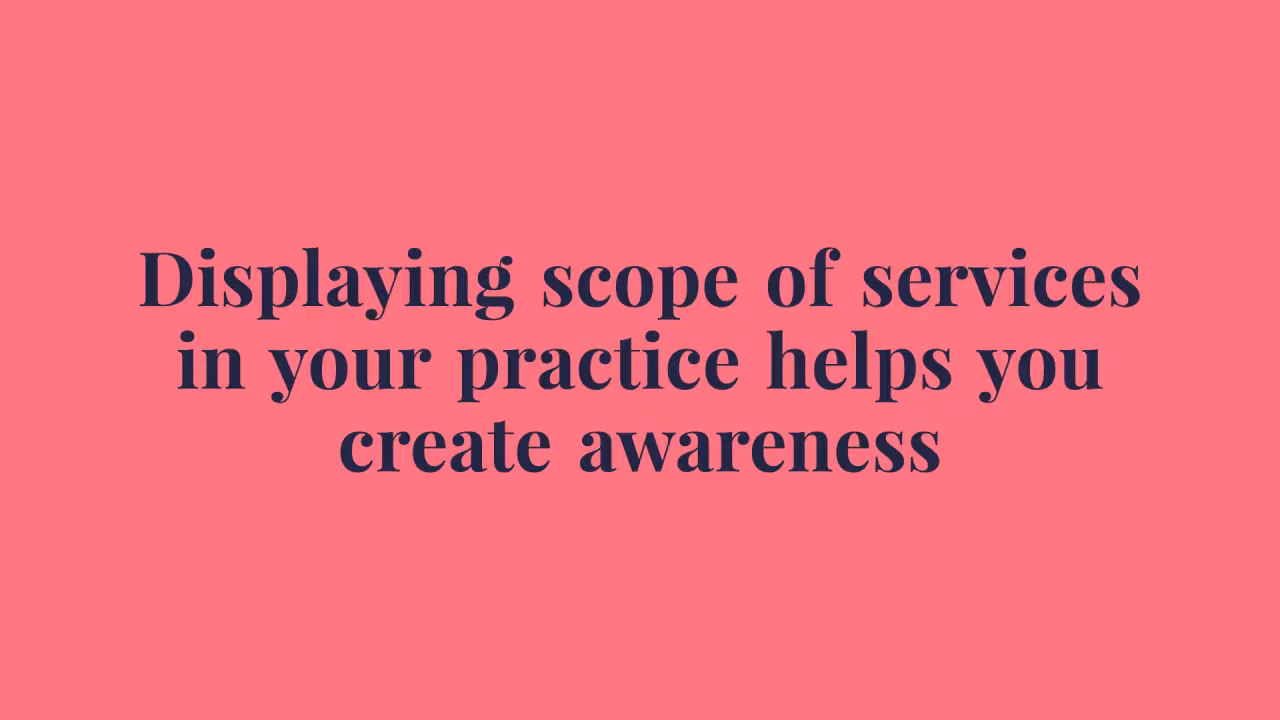 Displaying scope of services
in your practice helps you
create awareness